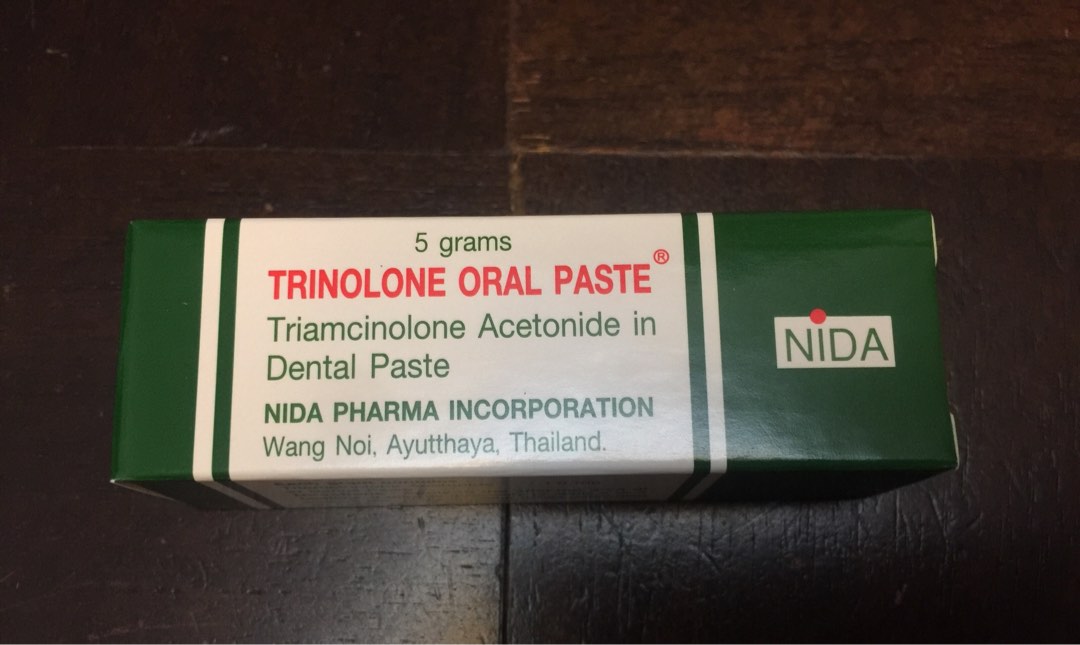 5 grams
TRINOLONE ORAL PASTE®
Triamcinolone Acetonide in
Dental Paste
NIDA PHARMA INCORPORATION
Wang Noi, Ayutthaya, Thailand.
NiDA